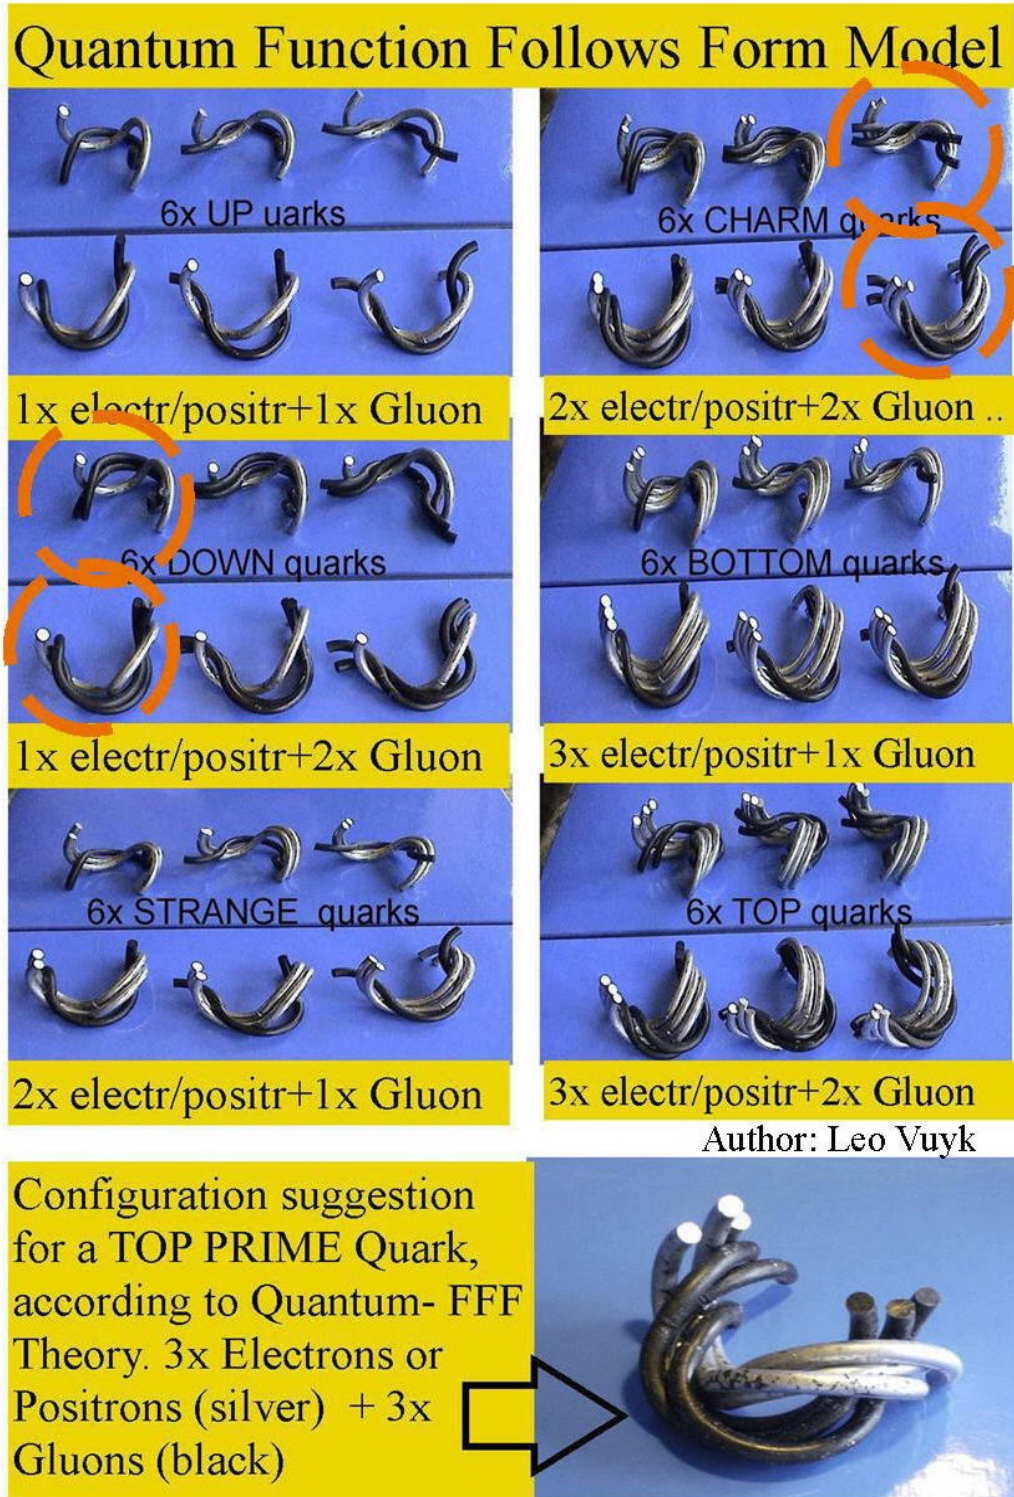 Quantum Function Follows Form Model
6x UP uarks
1x electr/positr+1x Gluon
6x CHARM quarks
2x electr/positr+2x Gluon ..
6x DOWN quarks
1x electr/positr+2x Gluon
6x BOTTOM quarks
3x electr/positr+1x Gluon
6x STRANGE quarks
2x electr/positr+1x Gluon
6x TOP quarks
3x electr/positr+2x Gluon
Author: Leo Vuyk
Configuration suggestion
for a TOP PRIME Quark,
according to Quantum- FFF
Theory. 3x Electrons or
Positrons (silver) + 3x
Gluons (black)